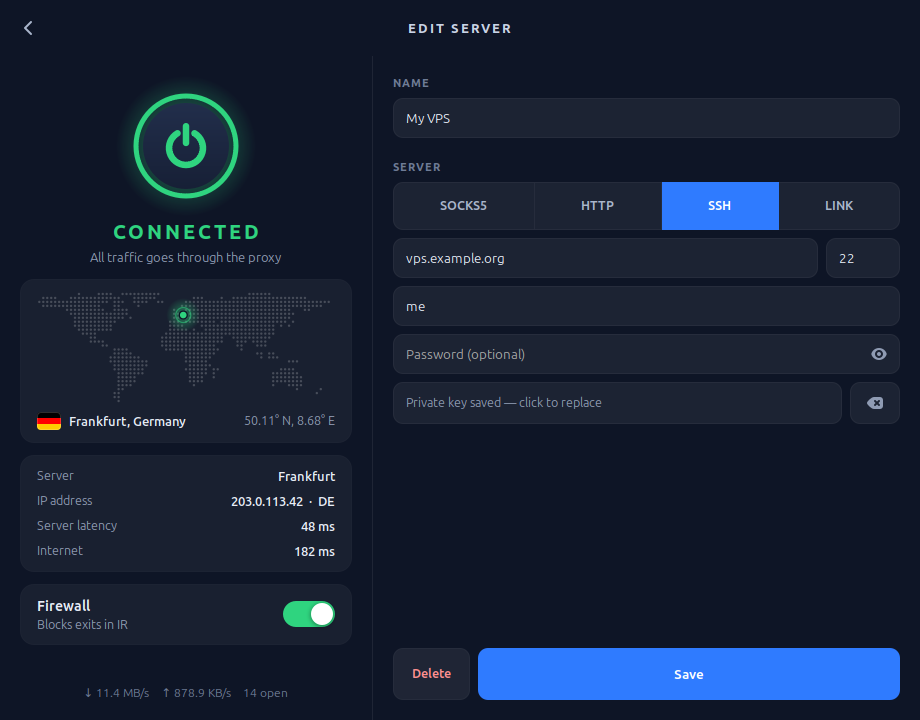 EDIT SERVER
CONNECTED
All traffic goes through the proxy
Frankfurt, Germany
50.11° N, 8.68° E
Server
Frankfurt
IP address
203.0.113.42 · DE
Server latency
48 ms
Internet
182 ms
Firewall
Blocks exits in IR
↓ 11.4 MB/s ↑ 878.9 KB/s 14 open
NAME
My VPS
SERVER
SOCKS5
HTTP
SSH
LINK
vps.example.org
22
me
Password (optional)
Private key saved — click to replace
Delete
Save